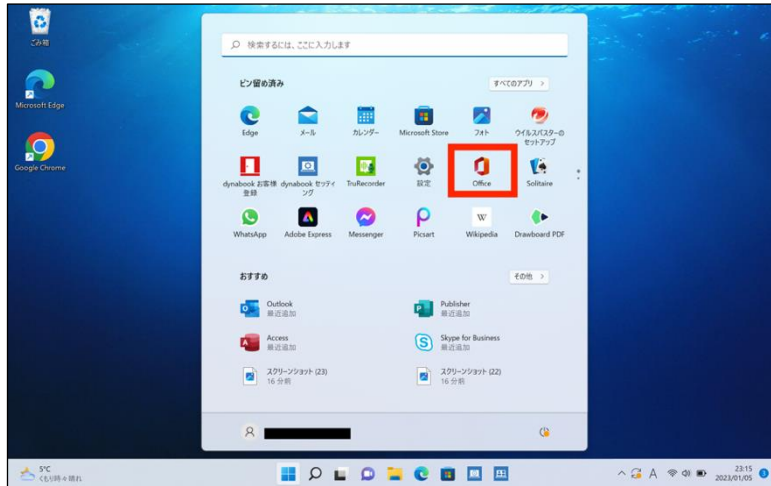 ごみ箱
Microsoft Edge
Google Chrome
検索するには、ここに入力します
ピン留め済み
すべてのアプリ >
Edge
メール
カレンダー
Microsoft Store
フォト
ウイルスバスターの
セットアップ
dynabook お客様
登録
dynabook セッティ
ング
TruRecorder
設定
Office
Solitaire
WhatsApp
Adobe Express
Messenger
Picsart
W
Wikipedia
Drawboard PDF
おすすめ
その他 >
Outlook
最近追加
Publisher
最近追加
Access
最近追加
Skype for Business
最近追加
スクリーンショット (23)
16 分前
スクリーンショット (22)
16 分前
5°C
くもり時々晴れ
A
23:15
2023/01/05